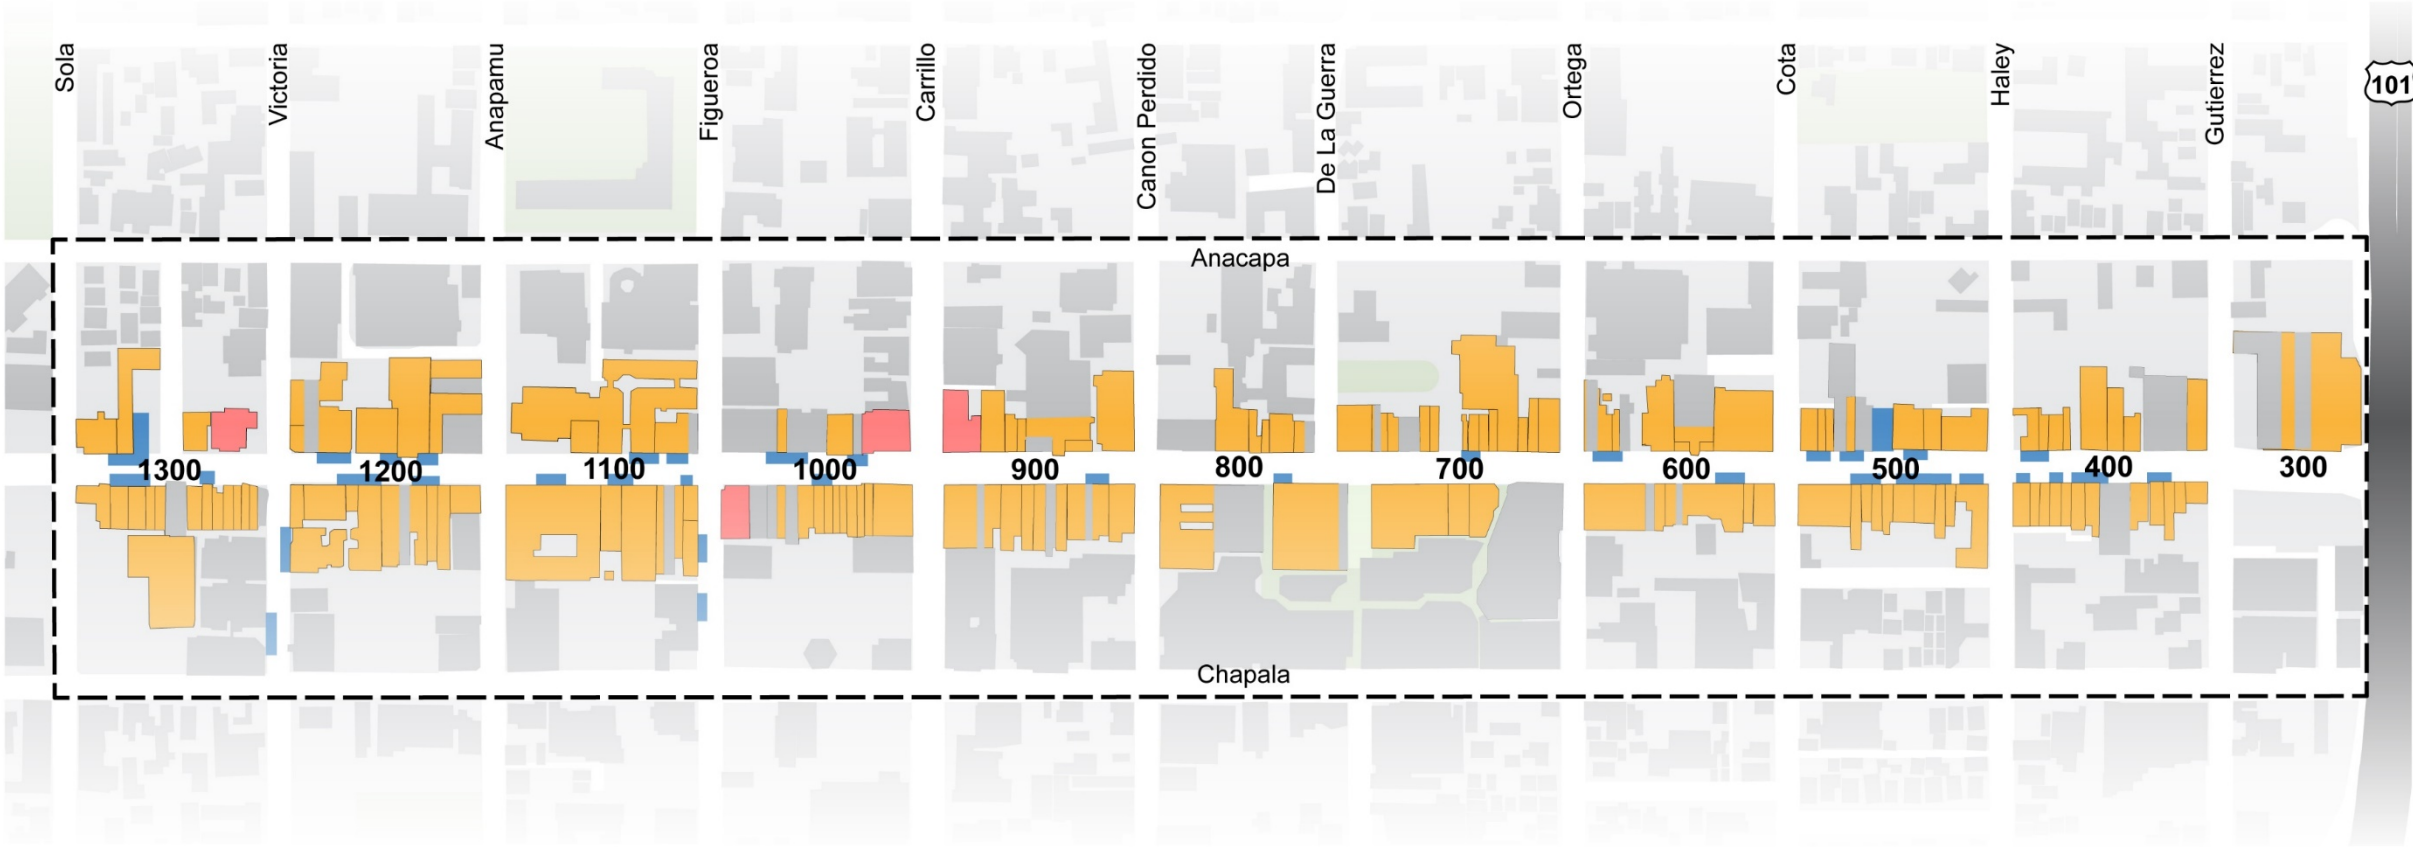 Sola
Victoria
Anapamu
Figueroa
Carrillo
Canon Perdido
De La Guerra
Ortega
Cota
Haley
Gutierrez
101
Anacapa
1300
1200
1100
1000
900
800
700
600
500
400
300
Chapala